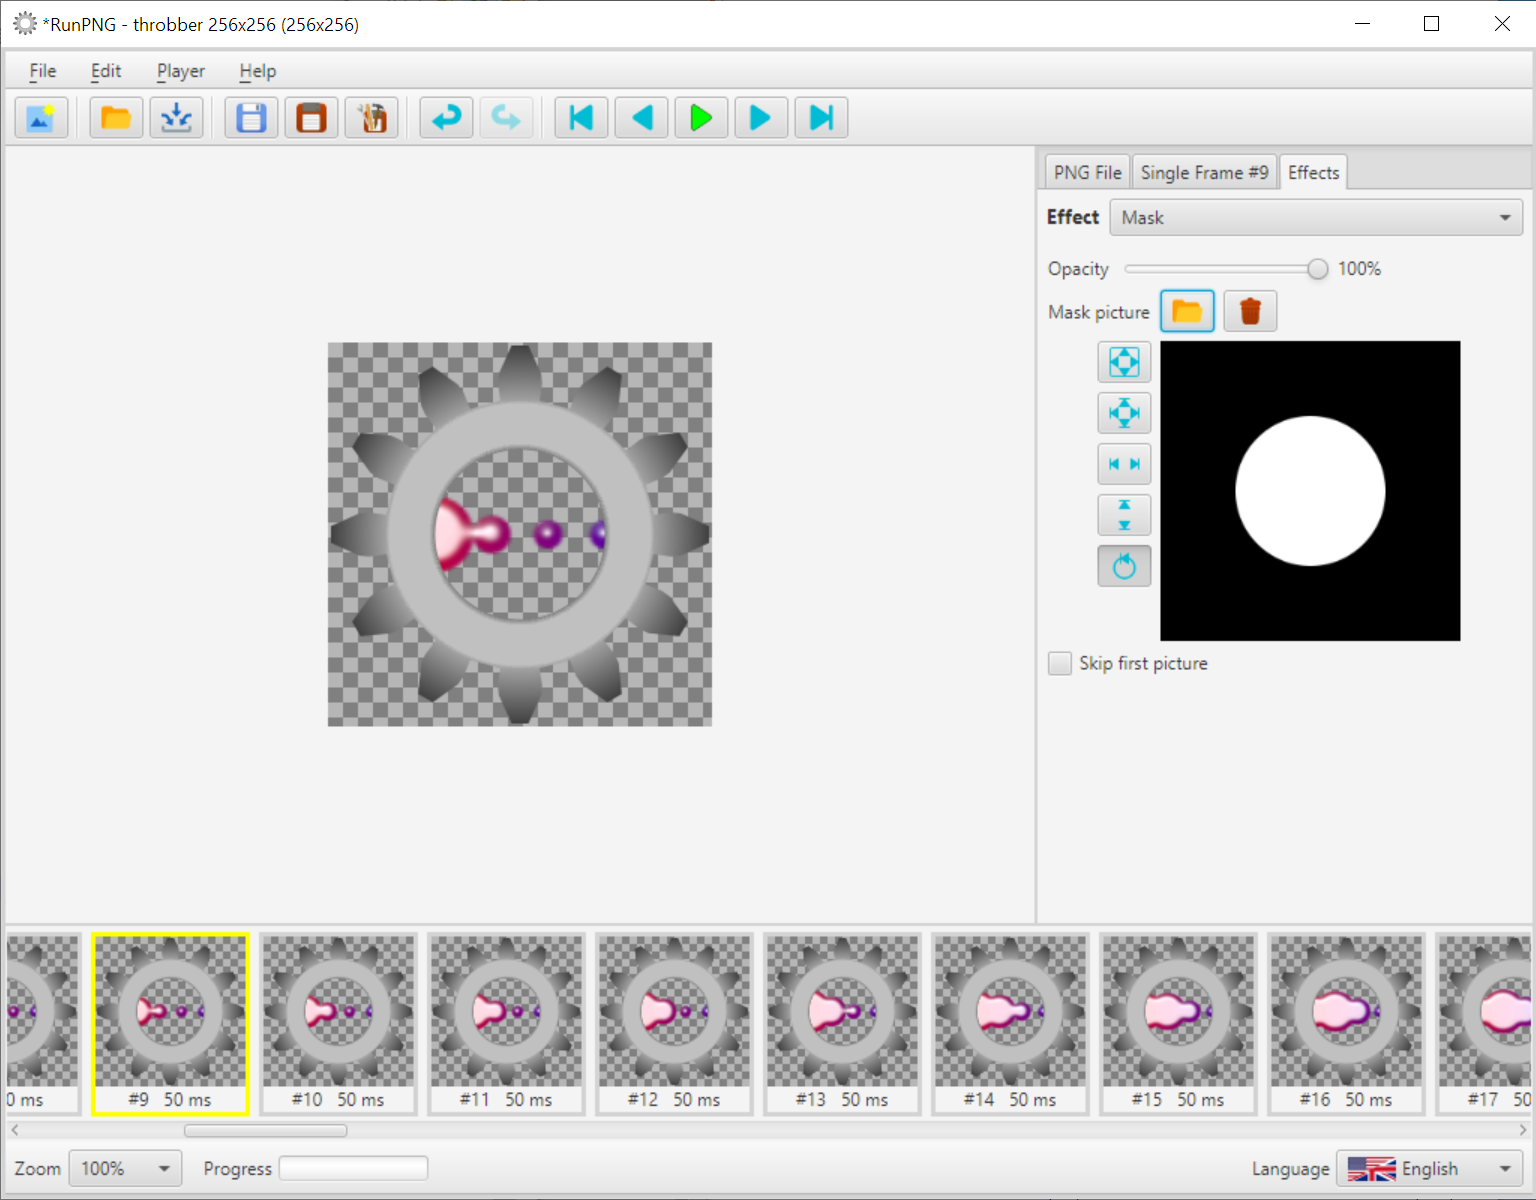 *RunPNG - throbber 256x256 (256x256)
File Edit Player Help
PNG File Single Frame #9 Effects
Effect Mask
Opacity 100%
Mask picture
Skip first picture
0 ms #9 50 ms #10 50 ms #11 50 ms #12 50 ms #13 50 ms #14 50 ms #15 50 ms #16 50 ms #17 50
Zoom 100% Progress Language English